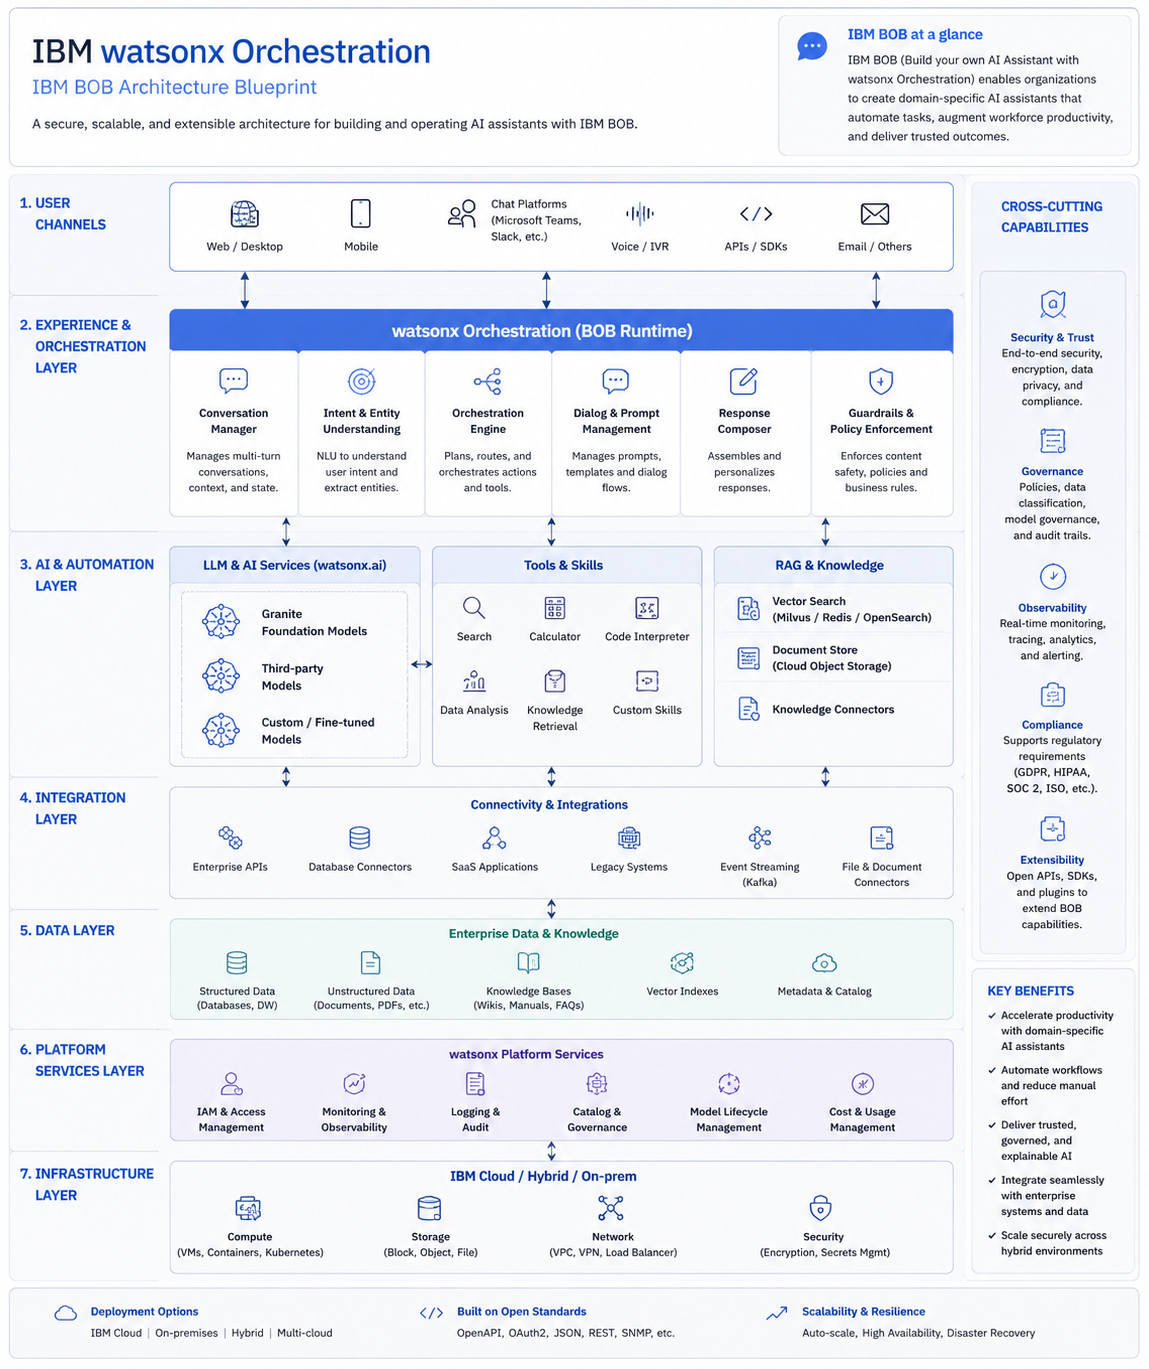 IBM watsonx Orchestration
IBM BOB Architecture Blueprint
A secure, scalable, and extensible architecture for building and operating AI assistants with IBM BOB.
IBM BOB at a glance
IBM BOB (Build your own AI Assistant with
watsonx Orchestration) enables organizations
to create domain-specific AI assistants that
automate tasks, augment workforce productivity,
and deliver trusted outcomes.
1. USER
CHANNELS
Web / Desktop
Mobile
Chat Platforms
(Microsoft Teams,
Slack, etc.)
Voice / IVR
APIs / SDKs
Email / Others
2. EXPERIENCE &
ORCHESTRATION
LAYER
watsonx Orchestration (BOB Runtime)
Conversation
Manager
Manages multi-turn
conversations,
context, and state.
Intent & Entity
Understanding
NLU to understand
user intent and
extract entities.
Orchestration
Engine
Plans, routes, and
orchestrates actions
and tools.
Dialog & Prompt
Management
Manages prompts,
templates and dialog
flows.
Response
Composer
Assembles and
personalizes
responses.
Guardrails &
Policy Enforcement
Enforces content
safety, policies and
business rules.
3. AI & AUTOMATION
LAYER
LLM & AI Services (watsonx.ai)
Granite
Foundation Models
Third-party
Models
Custom / Fine-tuned
Models
Tools & Skills
Search
Calculator
Code Interpreter
Data Analysis
Knowledge
Retrieval
Custom Skills
RAG & Knowledge
Vector Search
(Milvus / Redis / OpenSearch)
Document Store
(Cloud Object Storage)
Knowledge Connectors
4. INTEGRATION
LAYER
Connectivity & Integrations
Enterprise APIs
Database Connectors
SaaS Applications
Legacy Systems
Event Streaming
(Kafka)
File & Document
Connectors
5. DATA LAYER
Enterprise Data & Knowledge
Structured Data
(Databases, DW)
Unstructured Data
(Documents, PDFs, etc.)
Knowledge Bases
(Wikis, Manuals, FAQs)
Vector Indexes
Metadata & Catalog
6. PLATFORM
SERVICES LAYER
watsonx Platform Services
IAM & Access
Management
Monitoring &
Observability
Logging &
Audit
Catalog &
Governance
Model Lifecycle
Management
Cost & Usage
Management
7. INFRASTRUCTURE
LAYER
IBM Cloud / Hybrid / On-prem
Compute
(VMs, Containers, Kubernetes)
Storage
(Block, Object, File)
Network
(VPC, VPN, Load Balancer)
Security
(Encryption, Secrets Mgmt)
CROSS-CUTTING
CAPABILITIES
Security & Trust
End-to-end security,
encryption, data
privacy, and
compliance.
Governance
Policies, data
classification,
model governance,
and audit trails.
Observability
Real-time monitoring,
tracing, analytics,
and alerting.
Compliance
Supports regulatory
requirements
(GDPR, HIPAA,
SOC 2, ISO, etc.).
Extensibility
Open APIs, SDKs,
and plugins to
extend BOB
capabilities.
KEY BENEFITS
✓ Accelerate productivity
with domain-specific
AI assistants
✓ Automate workflows
and reduce manual
effort
✓ Deliver trusted,
governed, and
explainable AI
✓ Integrate seamlessly
with enterprise
systems and data
✓ Scale securely across
hybrid environments
Deployment Options
IBM Cloud | On-premises | Hybrid | Multi-cloud
Built on Open Standards
OpenAPI, OAuth2, JSON, REST, SNMP, etc.
Scalability & Resilience
Auto-scale, High Availability, Disaster Recovery